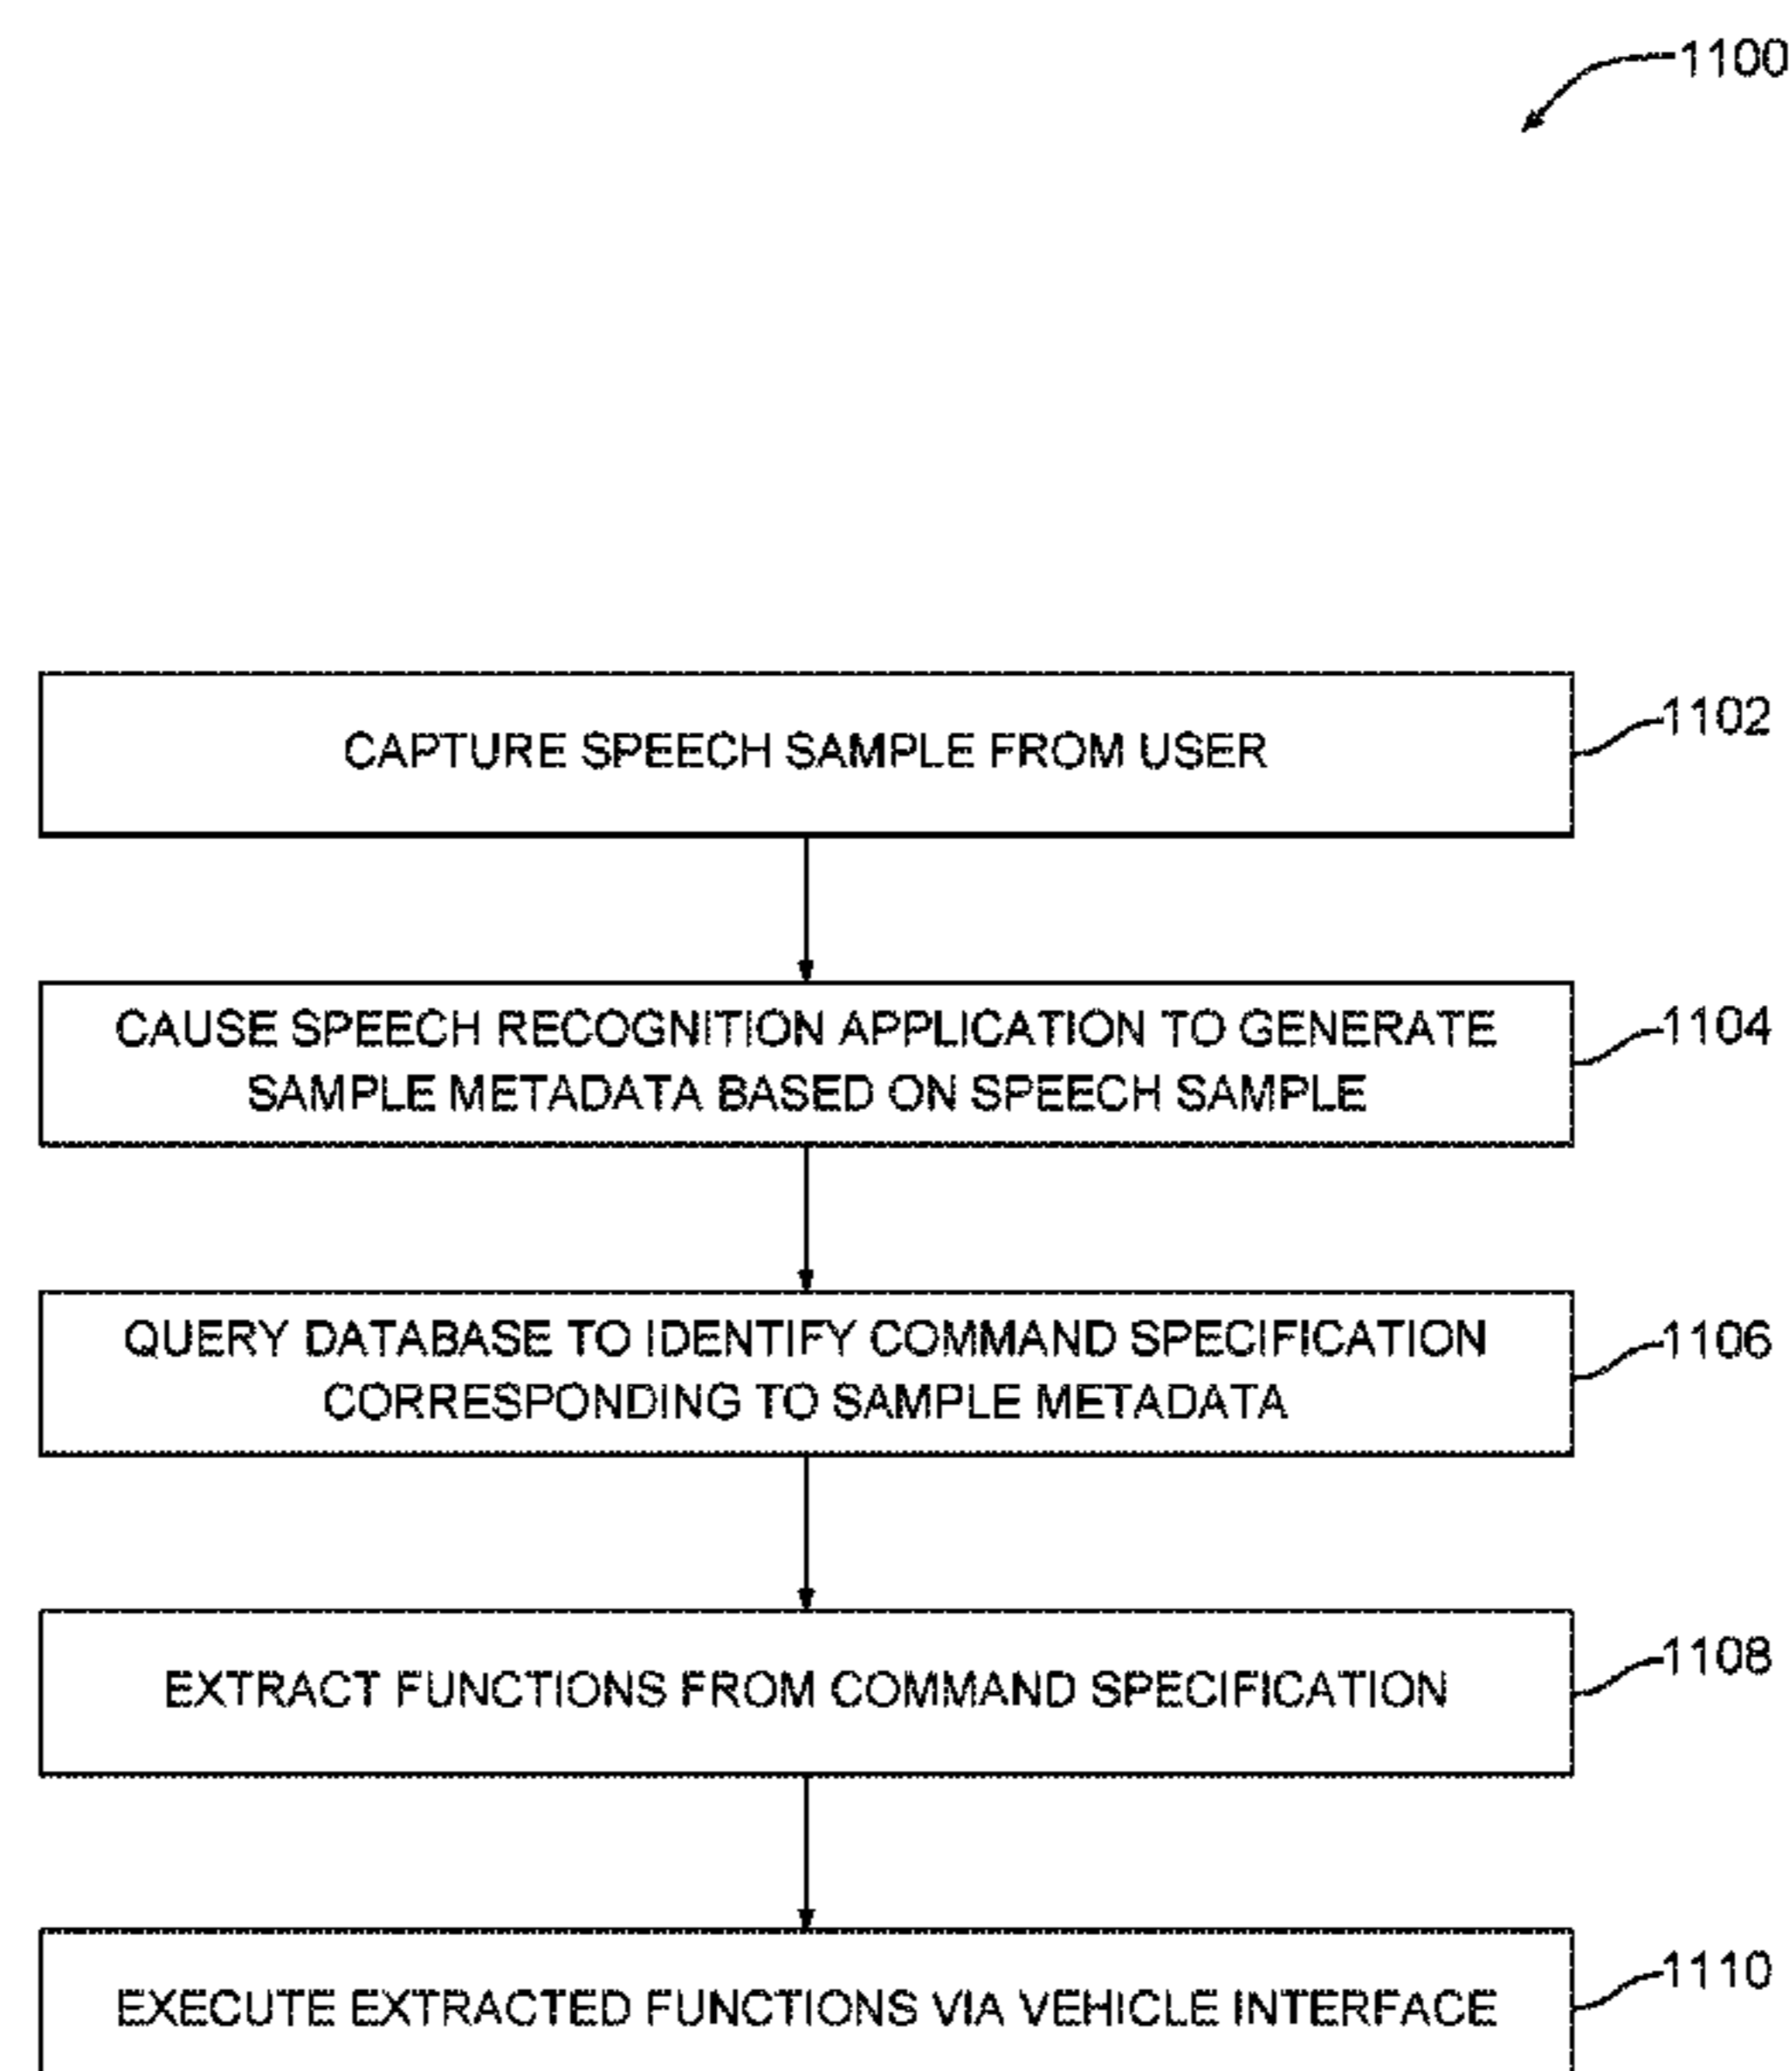 1100
CAPTURE SPEECH SAMPLE FROM USER
1102
CAUSE SPEECH RECOGNITION APPLICATION TO GENERATE
SAMPLE METADATA BASED ON SPEECH SAMPLE
1104
QUERY DATABASE TO IDENTIFY COMMAND SPECIFICATION
CORRESPONDING TO SAMPLE METADATA
1106
EXTRACT FUNCTIONS FROM COMMAND SPECIFICATION
1108
EXECUTE EXTRACTED FUNCTIONS VIA VEHICLE INTERFACE
1110